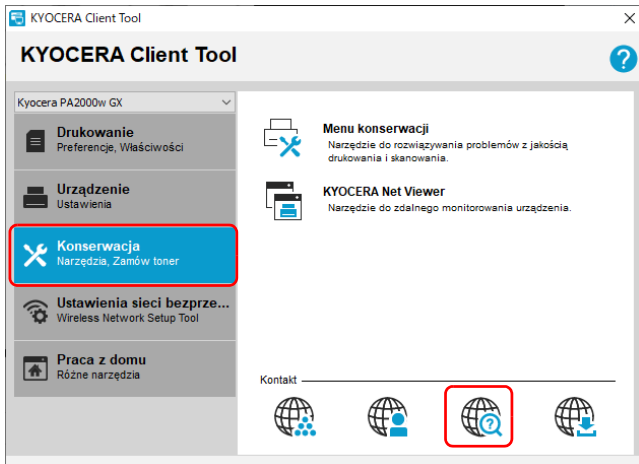 KYOCERA Client Tool
KYOCERA Client Tool
Kyocera PA2000w GX
Drukowanie
Preferencje, Właściwości
Urządzenie
Ustawienia
Konserwacja
Narzędzia, Zamów toner
Ustawienia sieci bezprze...
Wireless Network Setup Tool
Praca z domu
Różne narzędzia
Menu konserwacji
Narzędzie do rozwiązywania problemów z jakością
drukowania i skanowania.
KYOCERA Net Viewer
Narzędzie do zdalnego monitorowania urządzenia.
Kontakt